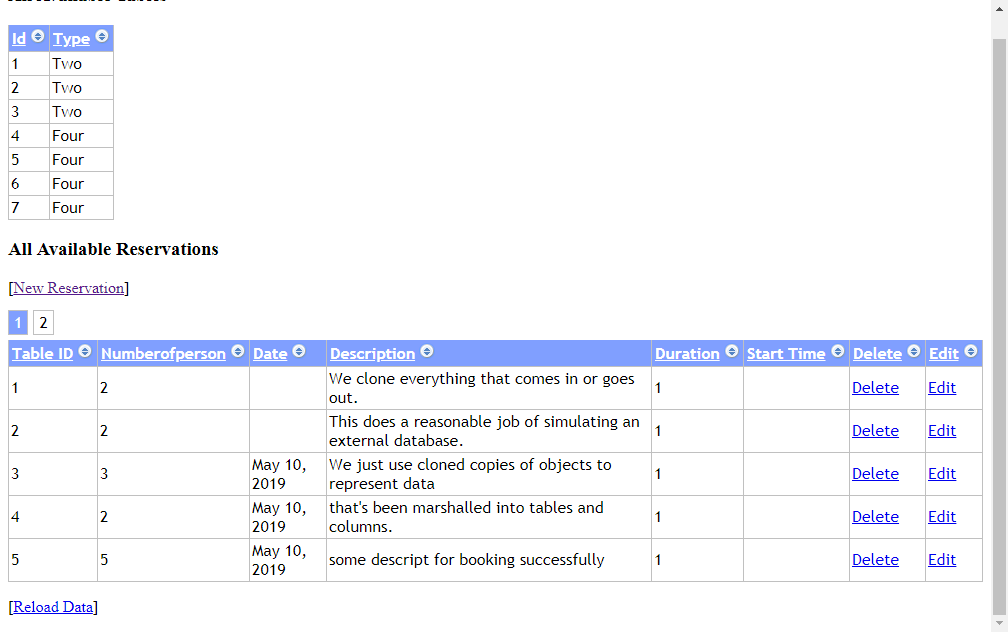 Id Type
1 Two
2 Two
3 Two
4 Four
5 Four
6 Four
7 Four
All Available Reservations
[New Reservation]
1 2
Table ID Numberofperson Date Description Duration Start Time Delete Edit
1 2 We clone everything that comes in or goes out. 1 Delete Edit
2 2 This does a reasonable job of simulating an external database. 1 Delete Edit
3 3 May 10, 2019 We just use cloned copies of objects to represent data 1 Delete Edit
4 2 May 10, 2019 that's been marshalled into tables and columns. 1 Delete Edit
5 5 May 10, 2019 some descript for booking successfully 1 Delete Edit
[Reload Data]